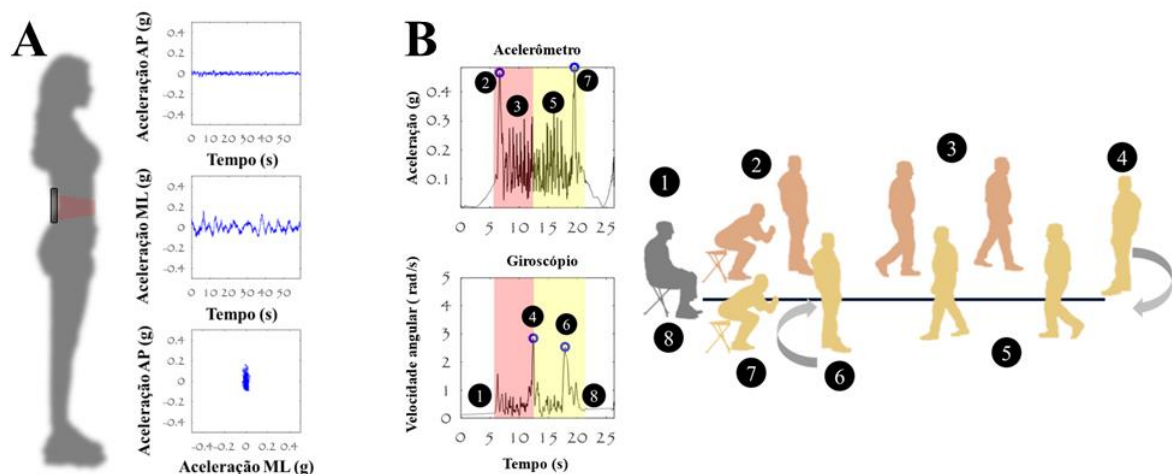 A
Aceleração AP (g)
0.4
0.2
0
-0.2
-0.4
0 10 20 30 40 50
Tempo (s)
Aceleração ML (g)
0.4
0.2
0
-0.2
-0.4
0 10 20 30 40 50
Tempo (s)
Aceleração AP (g)
0.4
0.2
0
-0.2
-0.4
-0.4 -0.2 0 0.2 0.4
Aceleração ML (g)
B
Acelerômetro
Aceleração (g)
0.4
0.3
0.2
0.1
2
3
5
7
0 5 10 15 20 25
Giroscópio
Velocidade angular ( rad/s)
5
4
3
2
1
0
1
4
6
8
0 5 10 15 20 25
Tempo (s)
1
2
3
4
8
7
6
5